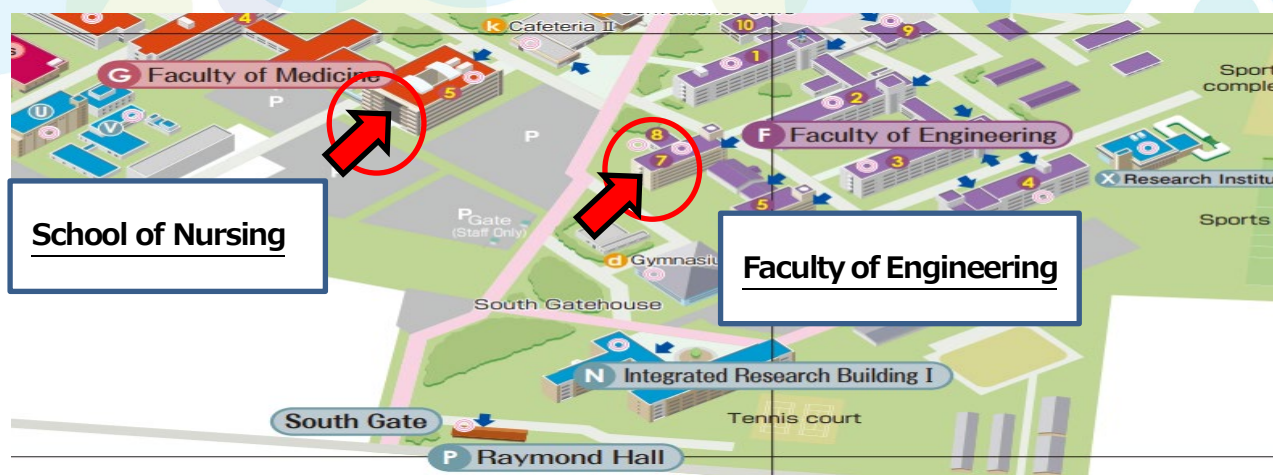 k Cafeteria II
4
10
9
1
G Faculty of Medicine
5
P
U
V
2
P
8
7
F Faculty of Engineering
3
4
5
X Research Institu
Sport
comple
P
Gate
(Staff Only)
Sports
School of Nursing
d Gymnasiu
Faculty of Engineering
South Gatehouse
N Integrated Research Building I
South Gate
Tennis court
P Raymond Hall